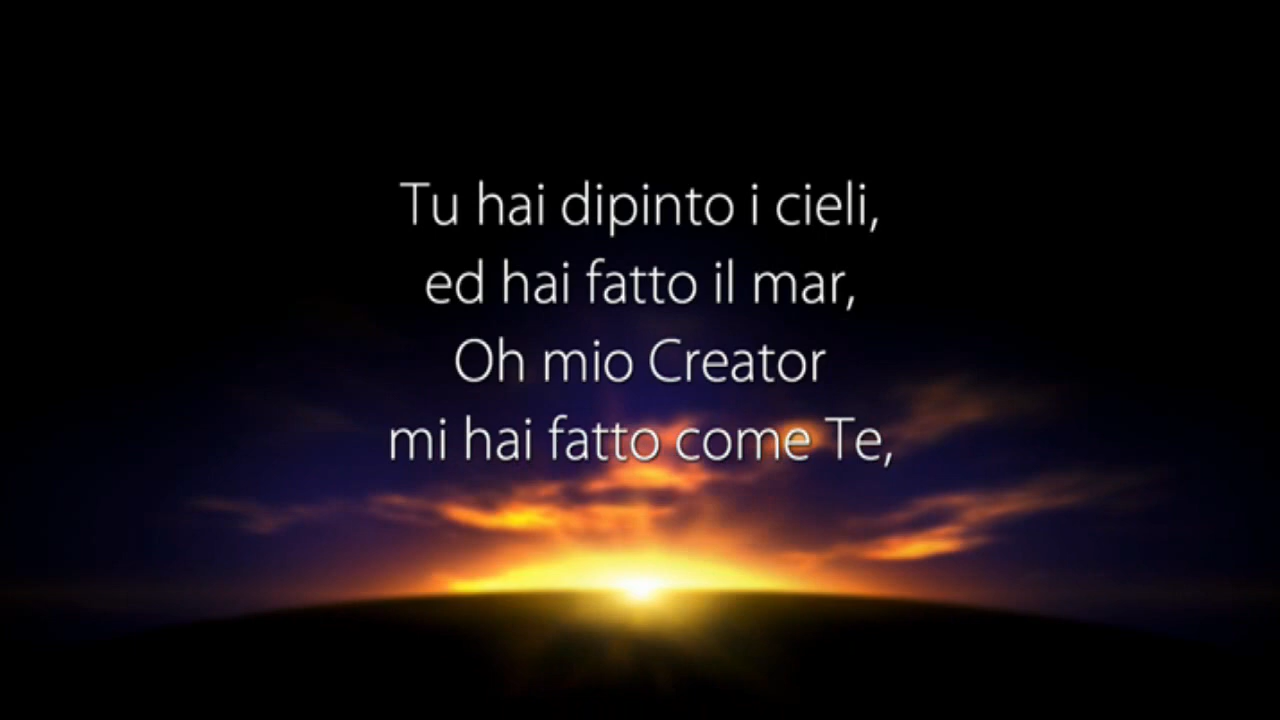 Tu hai dipinto i cieli,
ed hai fatto il mar,
Oh mio Creator
mi hai fatto come Te,